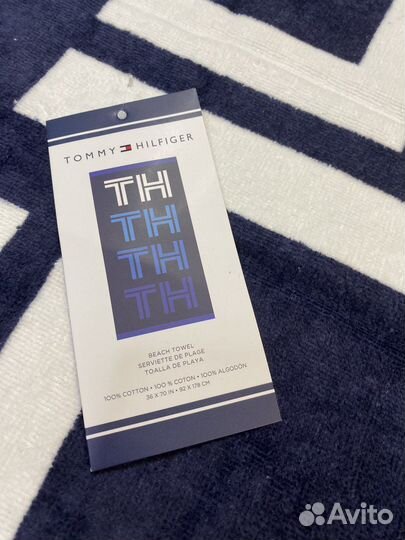 TOMMY HILFIGER
TH
TH
TH
TH
BEACH TOWEL
SERVIETTE DE PLAGE
TOALLA DE PLAYA
100% COTTON • 100 % COTON • 100% ALGODÓN
36 X 70 IN • 92 X 178 CM
Avito